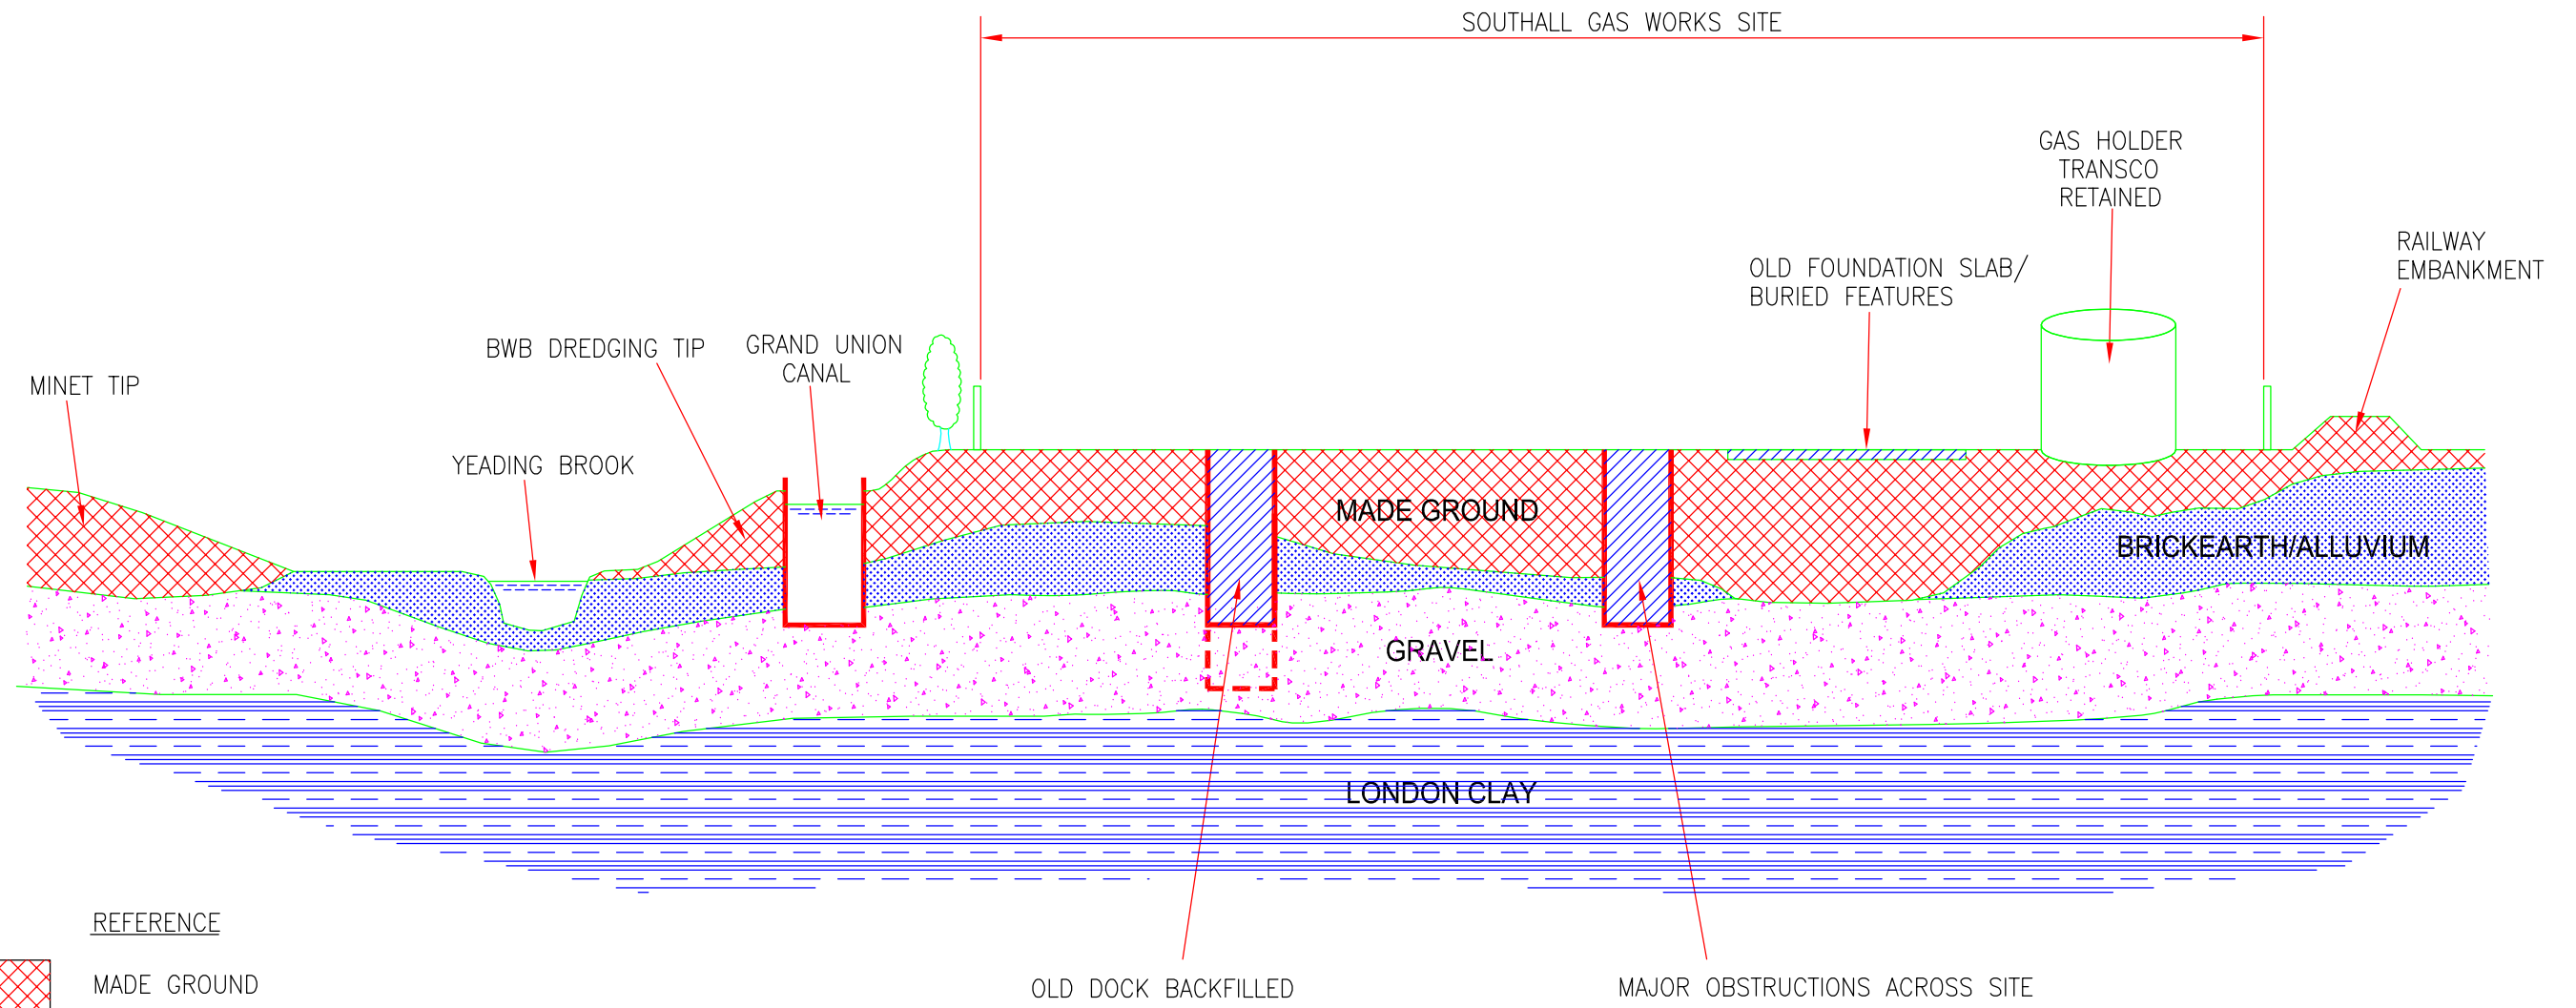 SOUTHALL GAS WORKS SITE
GAS HOLDER
TRANSCO
RETAINED
RAILWAY
EMBANKMENT
OLD FOUNDATION SLAB/
BURIED FEATURES
BWB DREDGING TIP
GRAND UNION
CANAL
MINET TIP
YEADING BROOK
MADE GROUND
BRICKEARTH/ALLUVIUM
GRAVEL
LONDON CLAY
REFERENCE
MADE GROUND
OLD DOCK BACKFILLED
MAJOR OBSTRUCTIONS ACROSS SITE